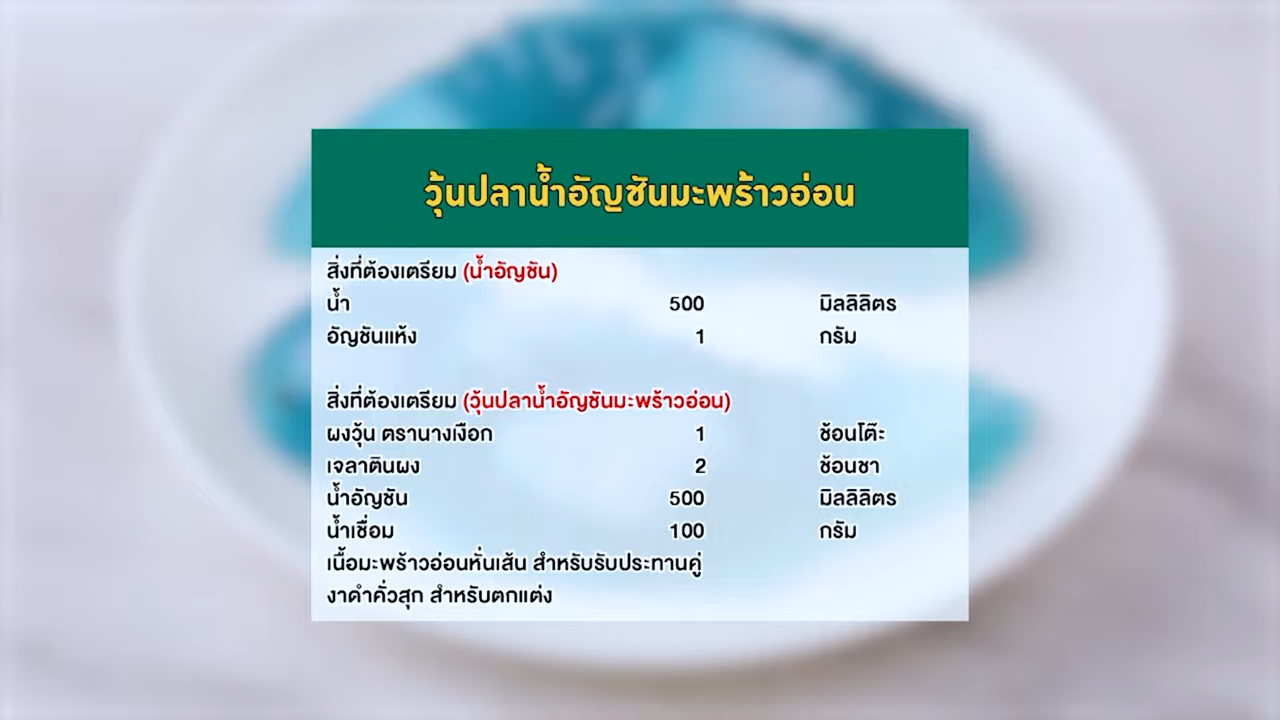 วุ้นปลาน้ำอัญชันมะพร้าวอ่อน
สิ่งที่ต้องเตรียม (น้ำอัญชัน)
น้ำ 500 มิลลิลิตร
อัญชันแห้ง 1 กรัม
สิ่งที่ต้องเตรียม (วุ้นปลาน้ำอัญชันมะพร้าวอ่อน)
ผงวุ้น ตรานางเงือก 1 ช้อนโต๊ะ
เจลาตินผง 2 ช้อนชา
น้ำอัญชัน 500 มิลลิลิตร
น้ำเชื่อม 100 กรัม
เนื้อมะพร้าวอ่อนหั่นเส้น สำหรับรับประทานคู่
งาดำคั่วสุก สำหรับตกแต่ง